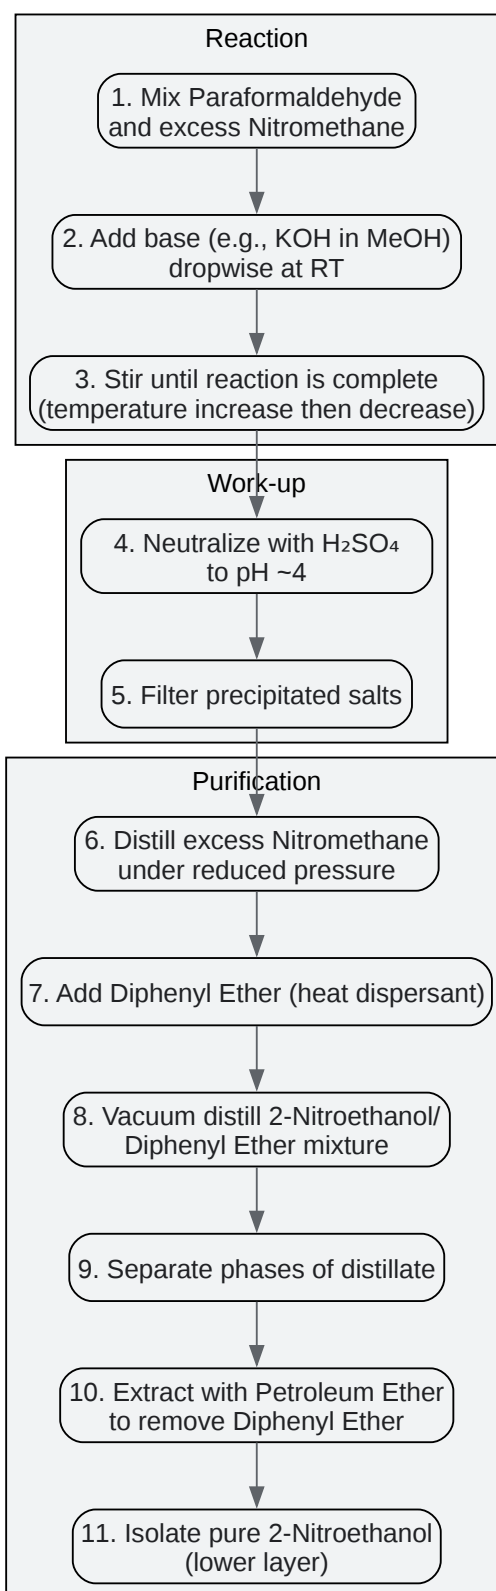 Reaction
1. Mix Paraformaldehyde
and excess Nitromethane
2. Add base (e.g., KOH in MeOH)
dropwise at RT
3. Stir until reaction is complete
(temperature increase then decrease)
Work-up
4. Neutralize with H₂SO₄
to pH ~4
5. Filter precipitated salts
Purification
6. Distill excess Nitromethane
under reduced pressure
7. Add Diphenyl Ether (heat dispersant)
8. Vacuum distill 2-Nitroethanol/
Diphenyl Ether mixture
9. Separate phases of distillate
10. Extract with Petroleum Ether
to remove Diphenyl Ether
11. Isolate pure 2-Nitroethanol
(lower layer)